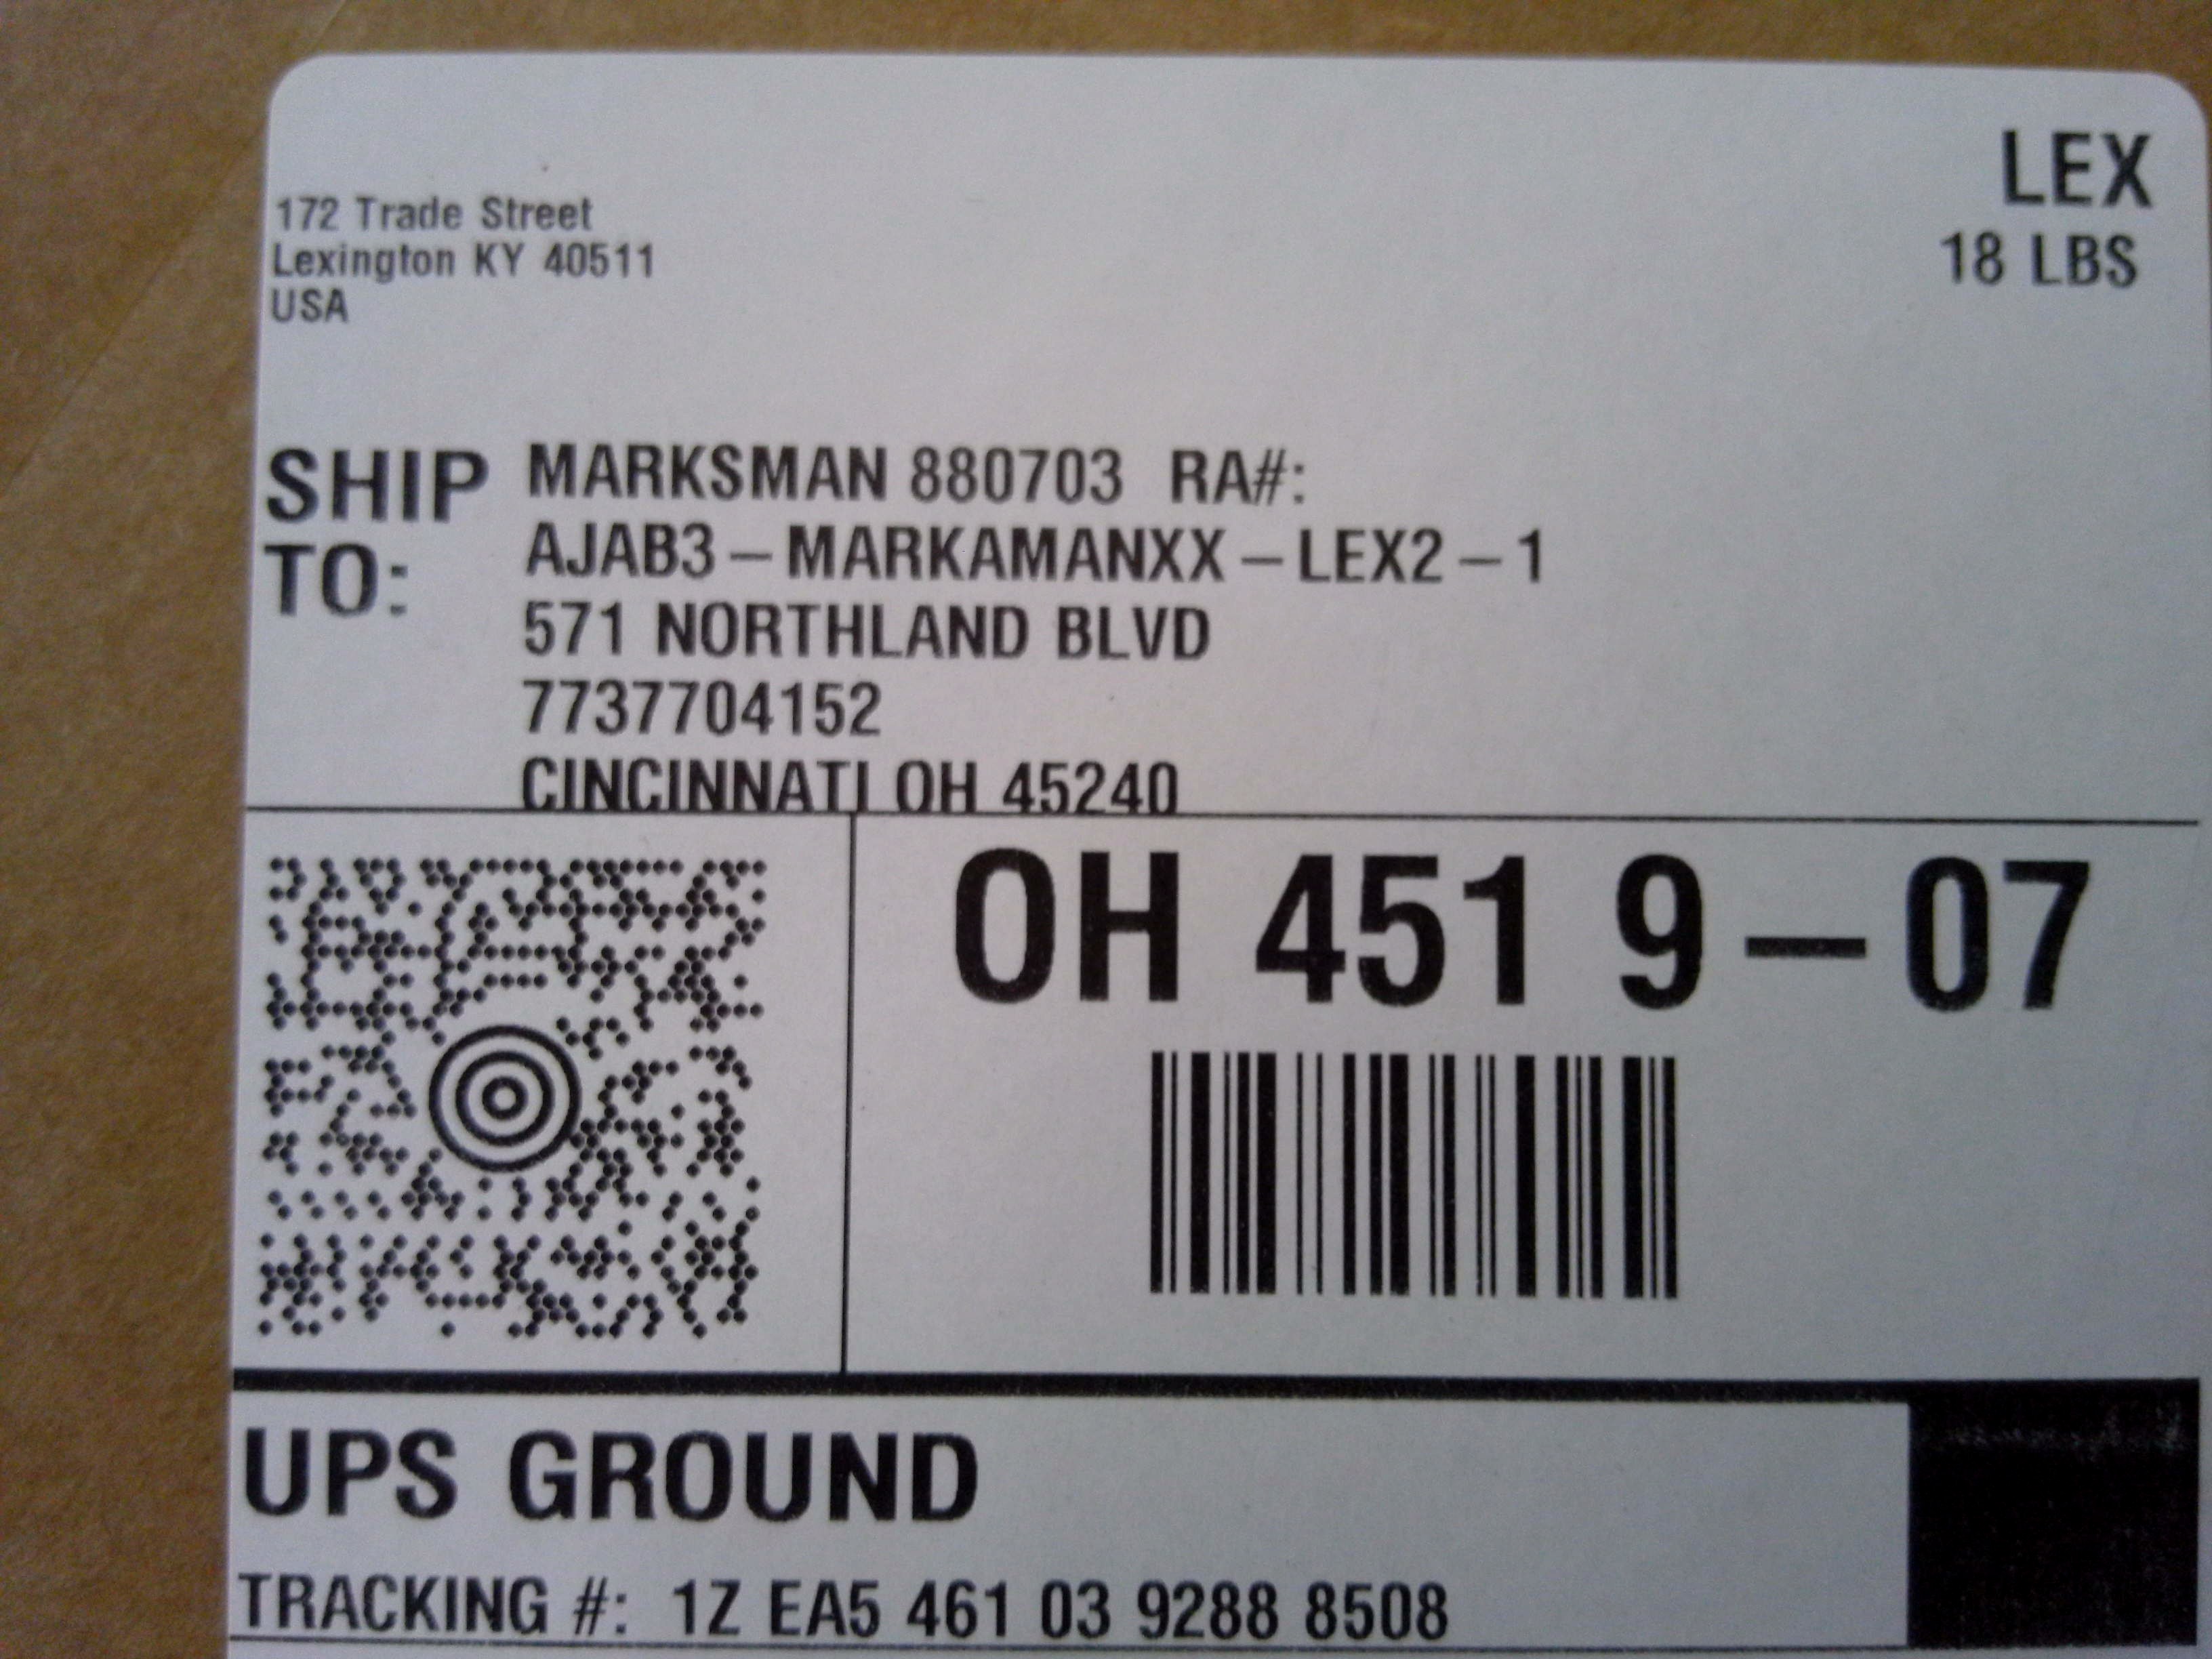 172 Trade Street
Lexington KY 40511
USA
LEX
18 LBS
SHIP TO:
MARKSMAN 880703 RA#:
AJAB3-MARKAMANXX-LEX2-1
571 NORTHLAND BLVD
7737704152
CINCINNATI OH 45240
OH 451 9-07
UPS GROUND
TRACKING #: 1Z EA5 461 03 9288 8508